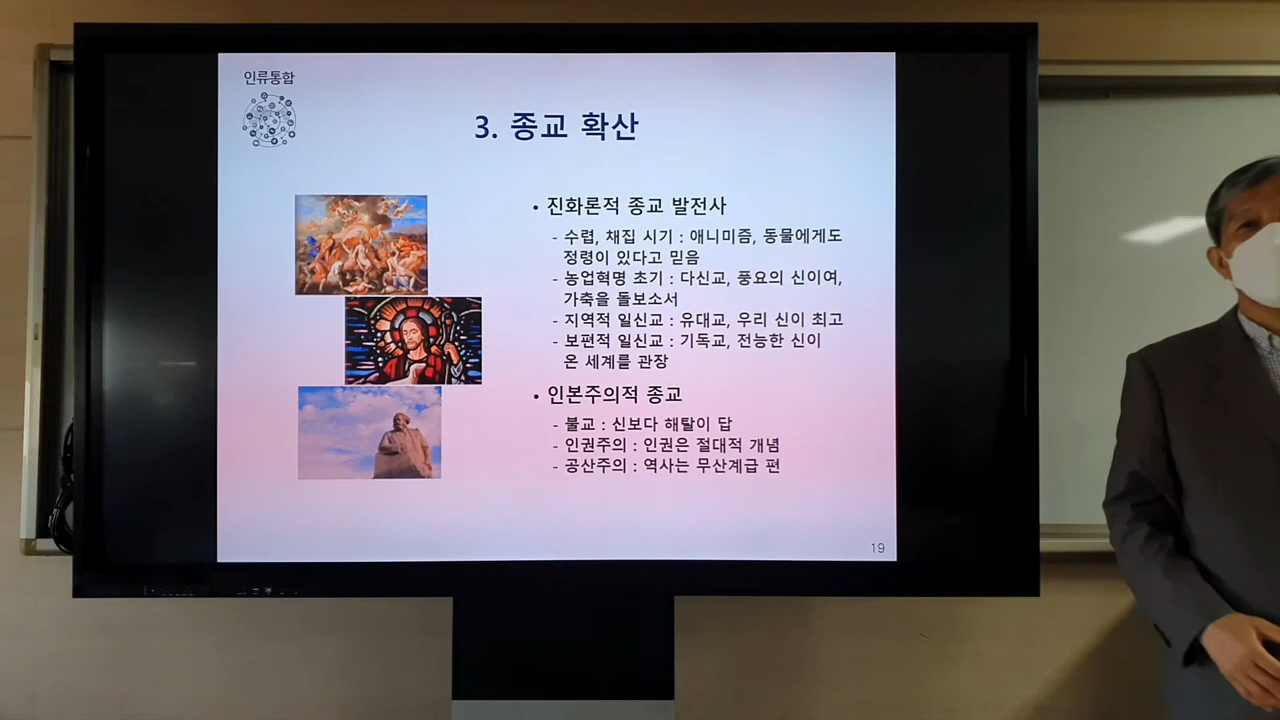 인류통합
3. 종교 확산
• 진화론적 종교 발전사
- 수렵, 채집 시기 : 애니미즘, 동물에게도
정령이 있다고 믿음
- 농업혁명 초기 : 다신교, 풍요의 신이여,
가축을 돌보소서
- 지역적 일신교 : 유대교, 우리 신이 최고
- 보편적 일신교 : 기독교, 전능한 신이
온 세계를 관장
• 인본주의적 종교
- 불교 : 신보다 해탈이 답
- 인권주의 : 인권은 절대적 개념
- 공산주의 : 역사는 무산계급 편
19